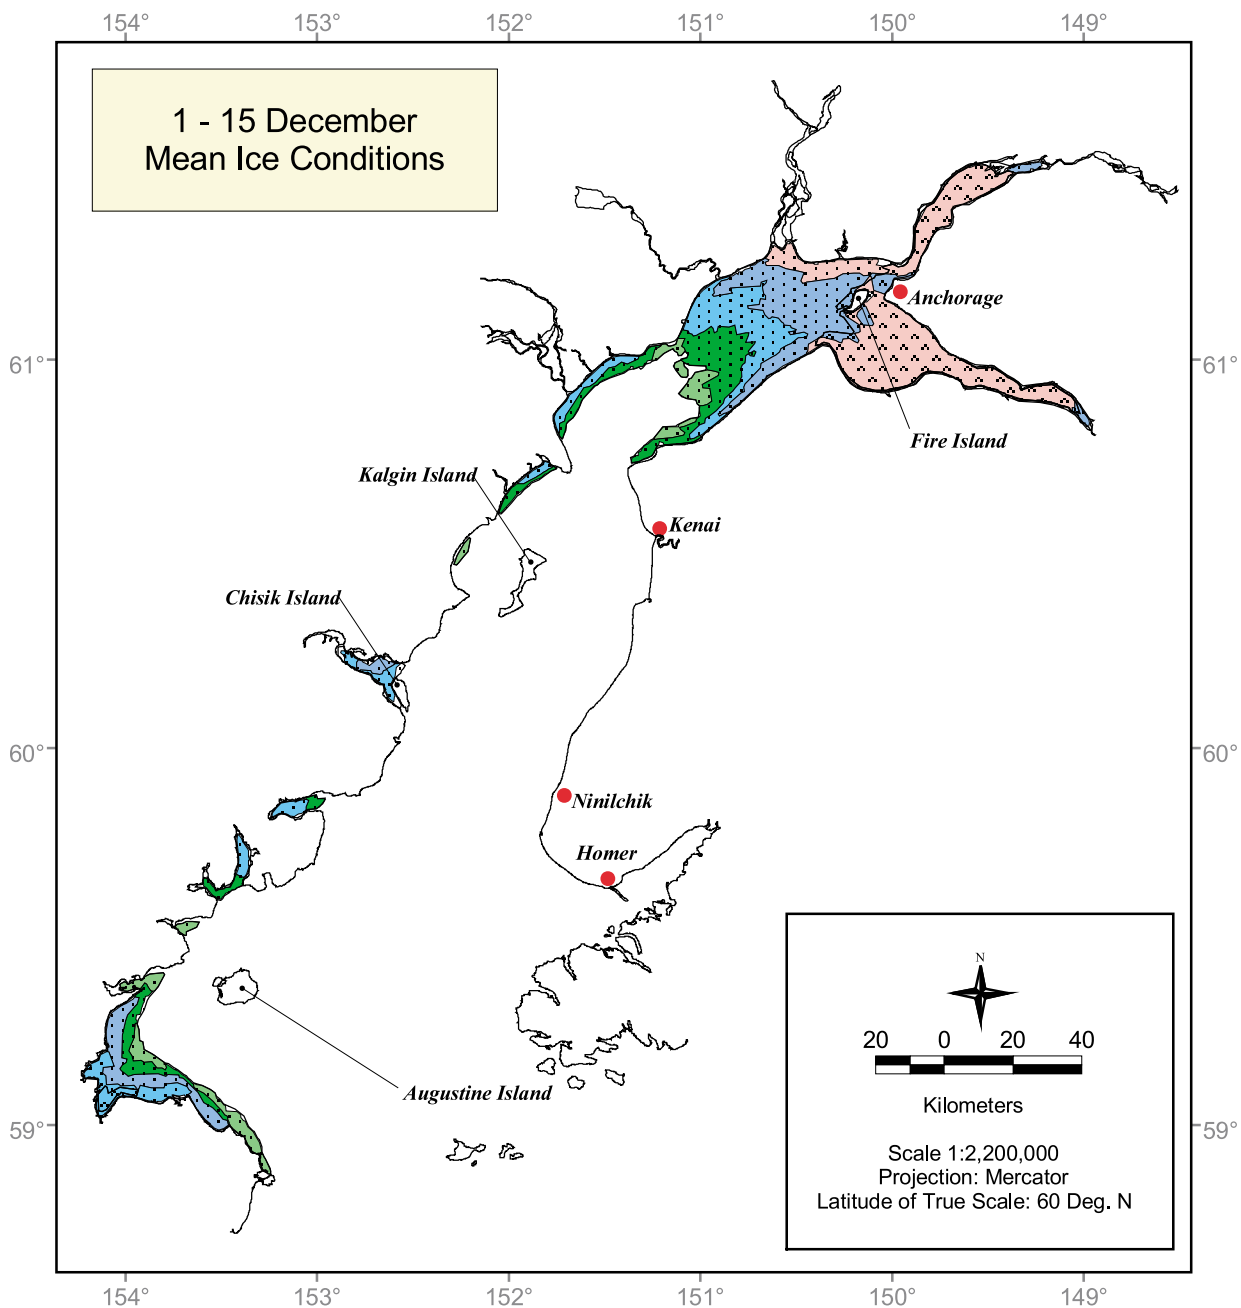 154° 153° 152° 151° 150° 149°
1 - 15 December
Mean Ice Conditions
Anchorage
61° 61°
Fire Island
Kalgin Island
Kenai
Chisik Island
60° 60°
Ninilchik
Homer
N
Augustine Island
20 0 20 40
Kilometers
59° 59°
Scale 1:2,200,000
Projection: Mercator
Latitude of True Scale: 60 Deg. N
154° 153° 152° 151° 150° 149°